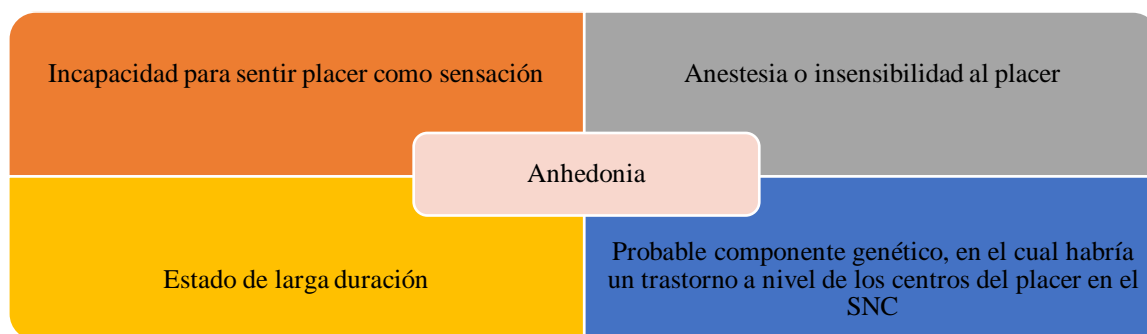 Incapacidad para sentir placer como sensación
Anestesia o insensibilidad al placer
Anhedonia
Estado de larga duración
Probable componente genético, en el cual habría
un trastorno a nivel de los centros del placer en el
SNC